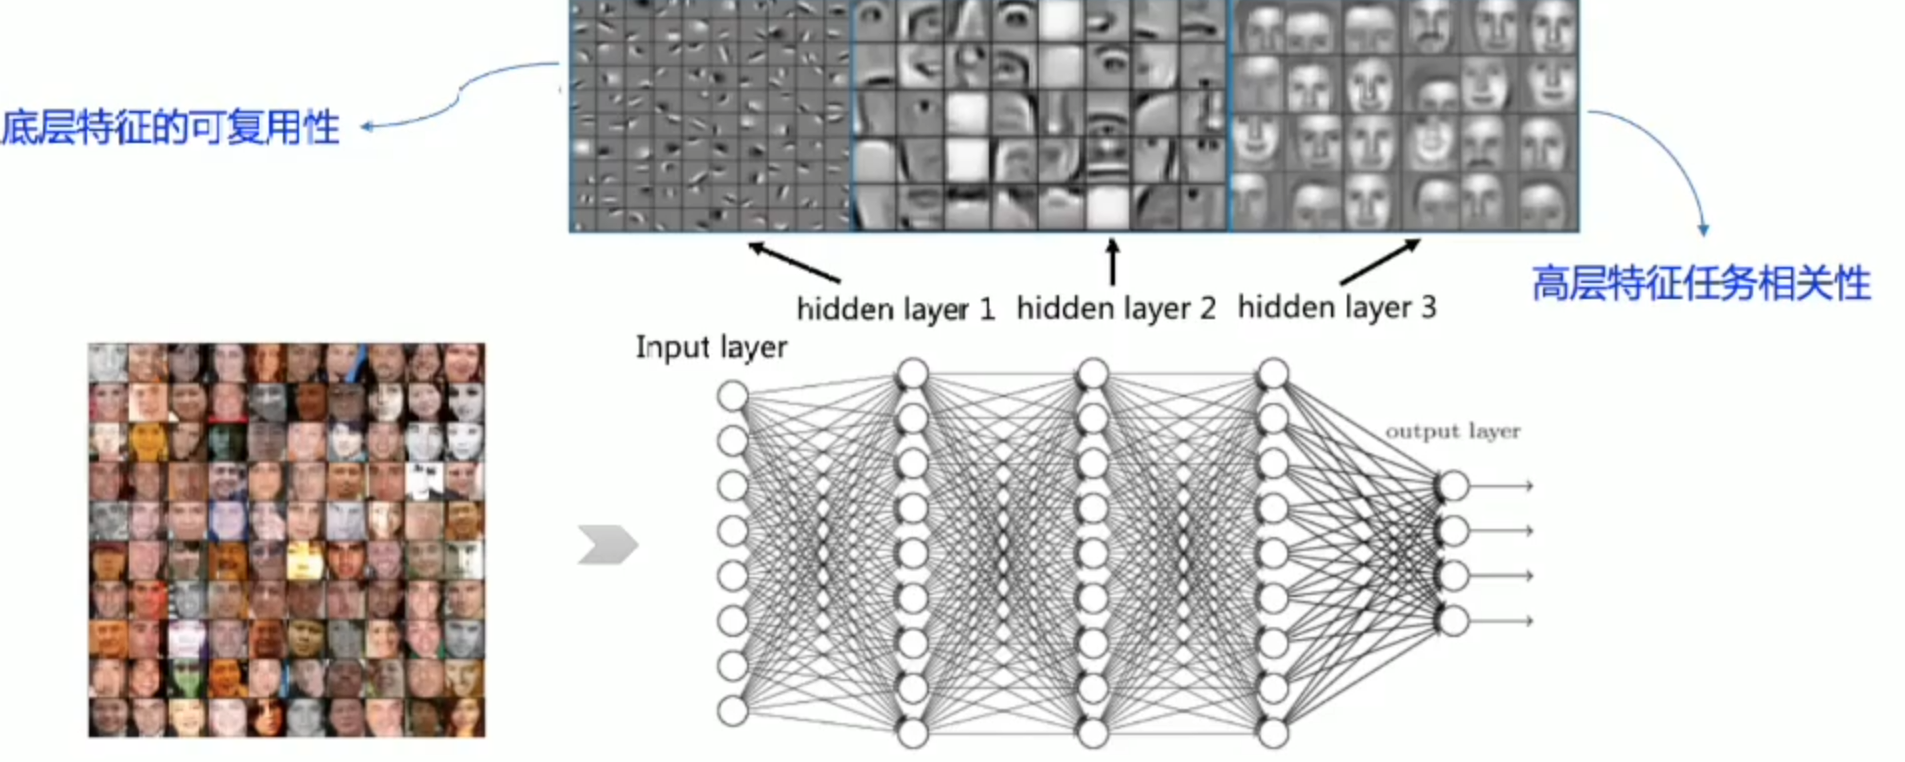 底层特征的可复用性
高层特征任务相关性
hidden layer 1
hidden layer 2
hidden layer 3
Input layer
output layer